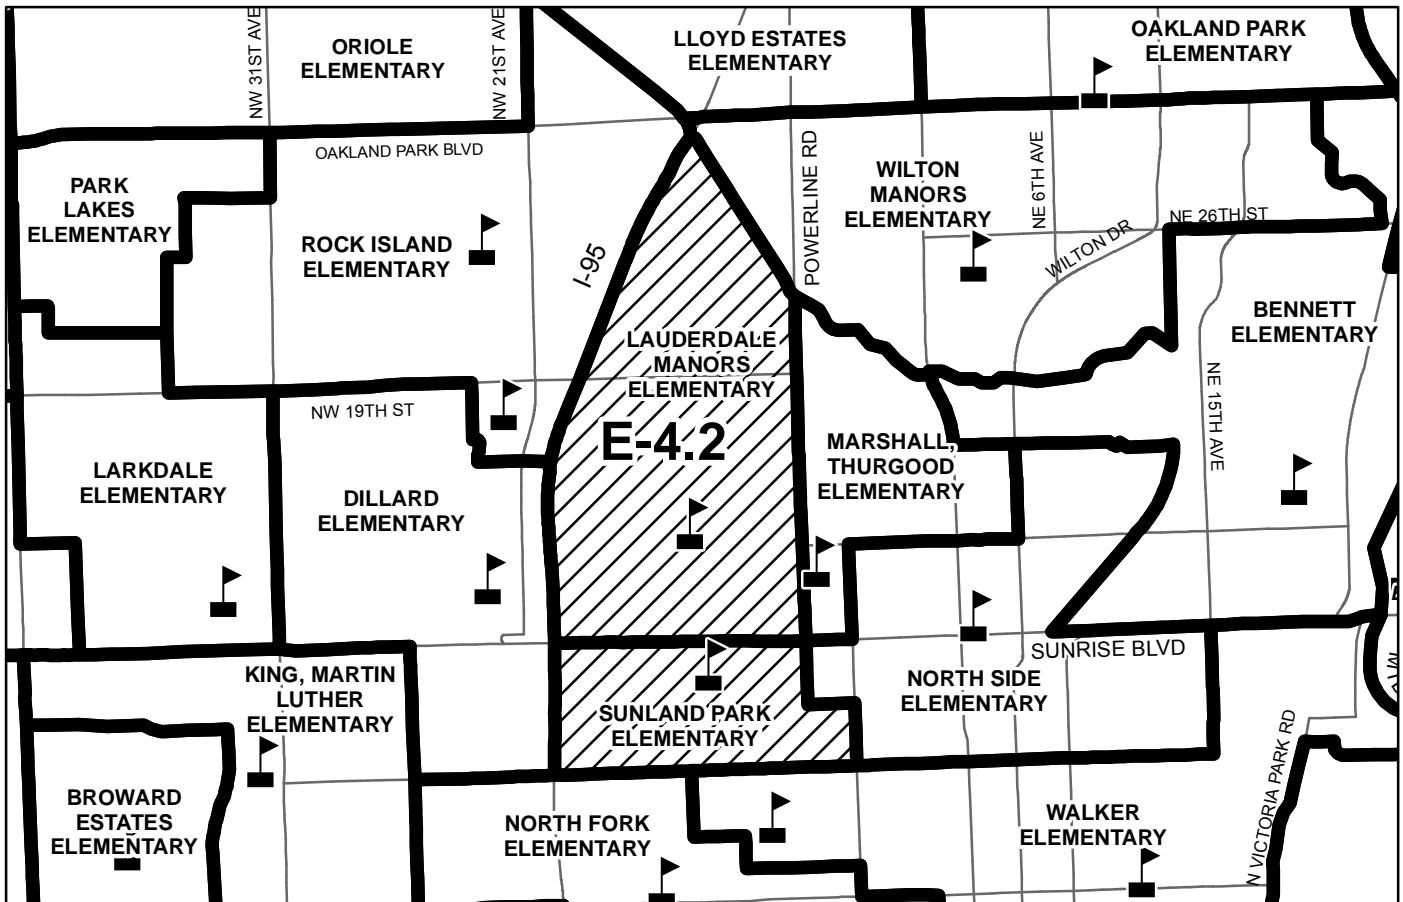 NW 31ST AVE
ORIOLE
ELEMENTARY
NW 21ST AVE
LLOYD ESTATES
ELEMENTARY
OAKLAND PARK
ELEMENTARY
OAKLAND PARK BLVD
PARK
LAKES
ELEMENTARY
ROCK ISLAND
ELEMENTARY
I-95
POWERLINE RD
WILTON
MANORS
ELEMENTARY
NE 6TH AVE
WILTON DR
NE 26TH ST
BENNETT
ELEMENTARY
LAUDERDALE
MANORS
ELEMENTARY
E-4.2
NW 19TH ST
NE 15TH AVE
LARKDALE
ELEMENTARY
DILLARD
ELEMENTARY
MARSHALL,
THURGOOD
ELEMENTARY
SUNRISE BLVD
KING, MARTIN
LUTHER
ELEMENTARY
SUNLAND PARK
ELEMENTARY
NORTH SIDE
ELEMENTARY
BROWARD
ESTATES
ELEMENTARY
NORTH FORK
ELEMENTARY
WALKER
ELEMENTARY
N VICTORIA PARK RD